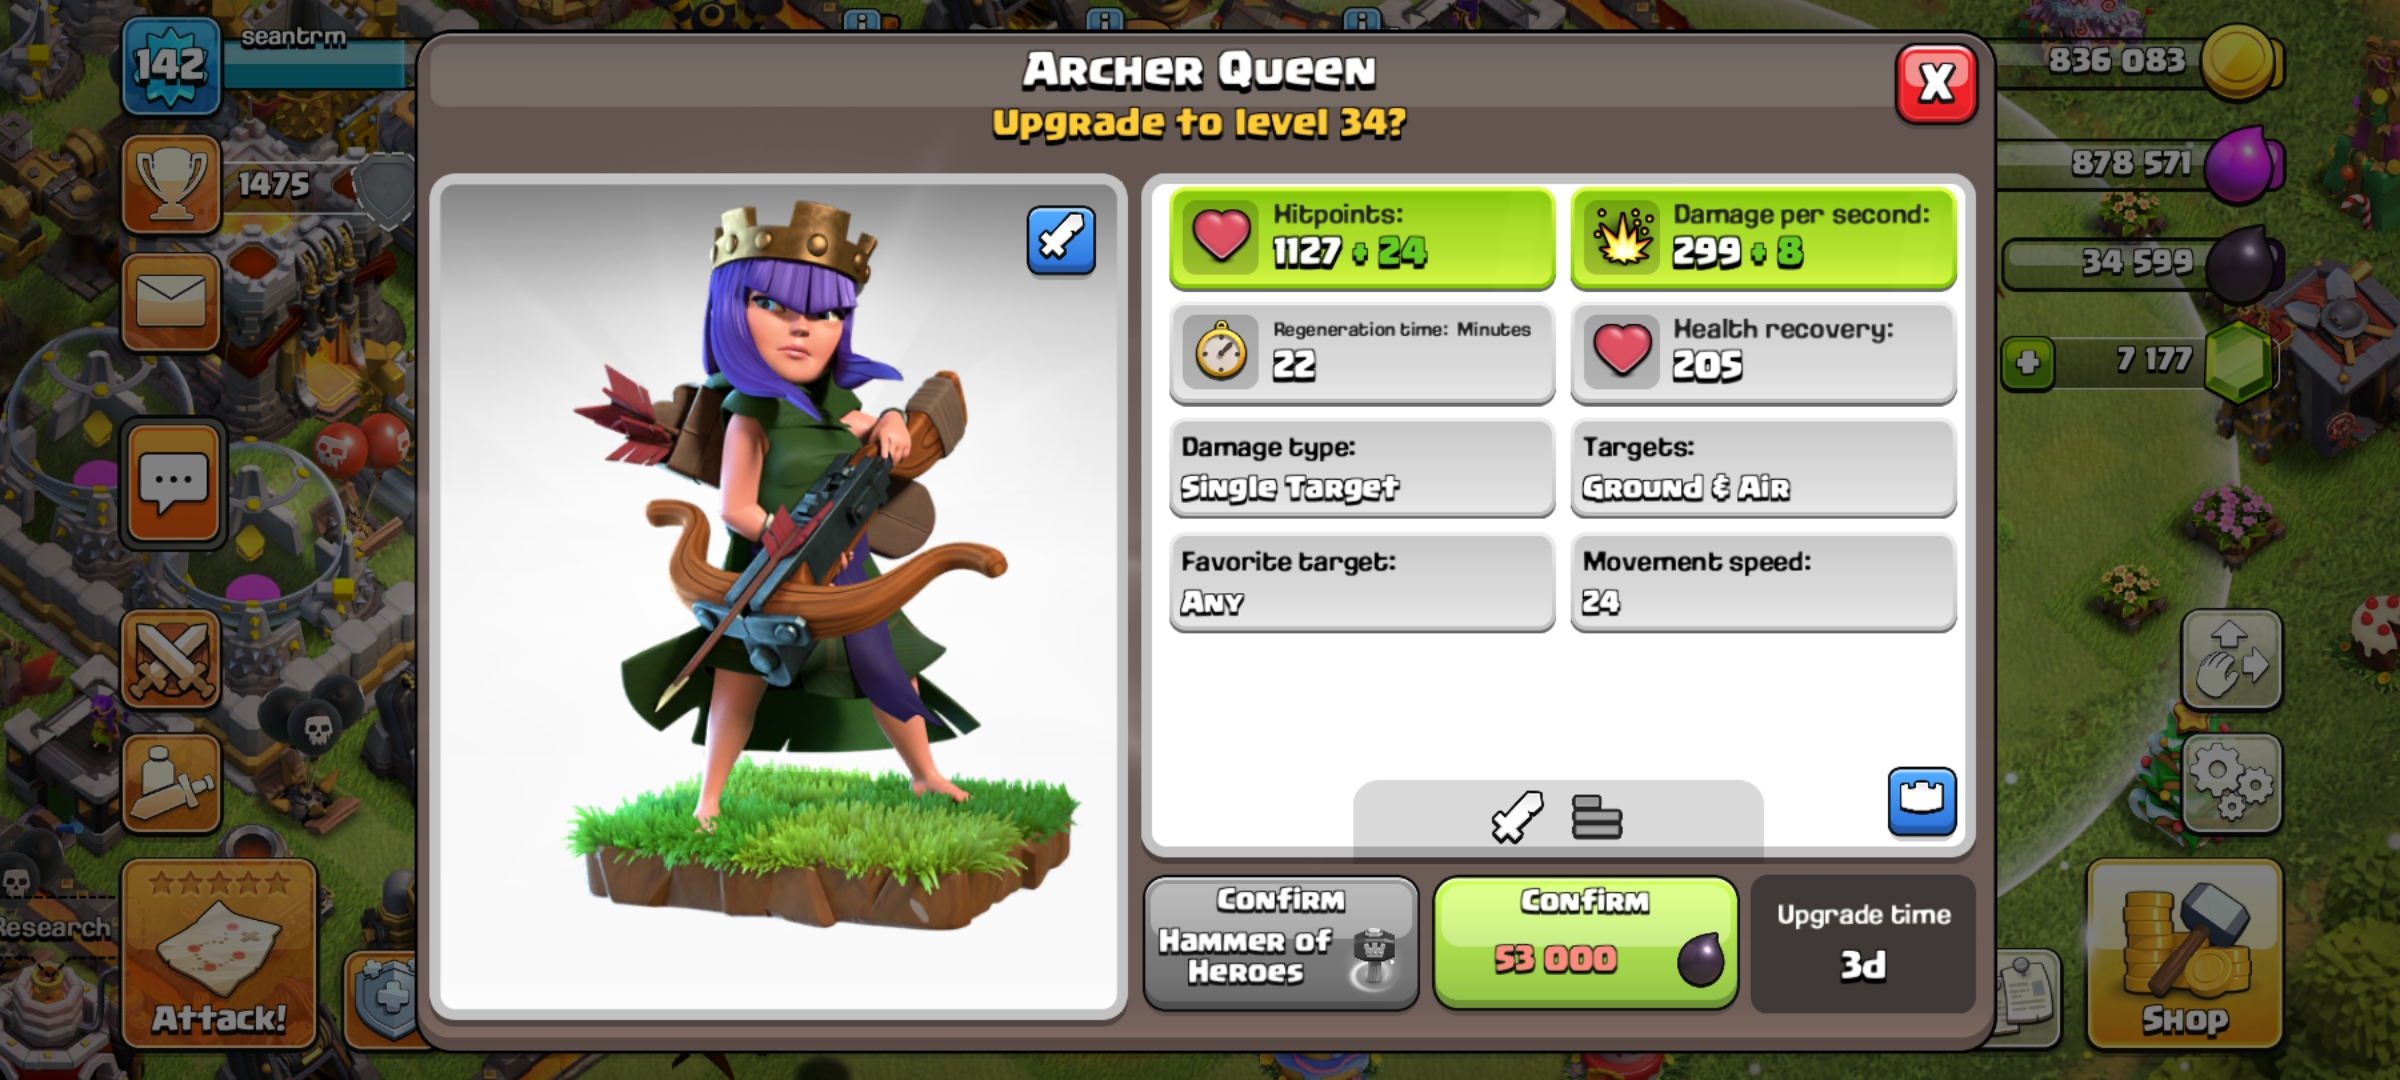 142
seantrm
1475
Research
Attack!
Archer Queen
Upgrade to level 34?
X
Hitpoints:
1127 + 24
Damage per second:
299 + 8
Regeneration time: Minutes
22
Health recovery:
205
Damage type:
Single Target
Targets:
Ground & Air
Favorite target:
Any
Movement speed:
24
Confirm
Hammer of
Heroes
Confirm
53 000
Upgrade time
3d
836 083
878 571
34 599
7 177
Shop